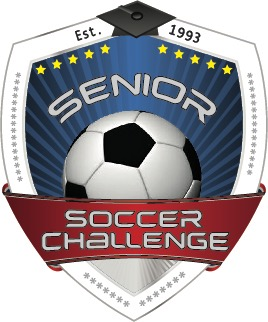 Est. 1993
SENIOR
SOCCER
CHALLENGE